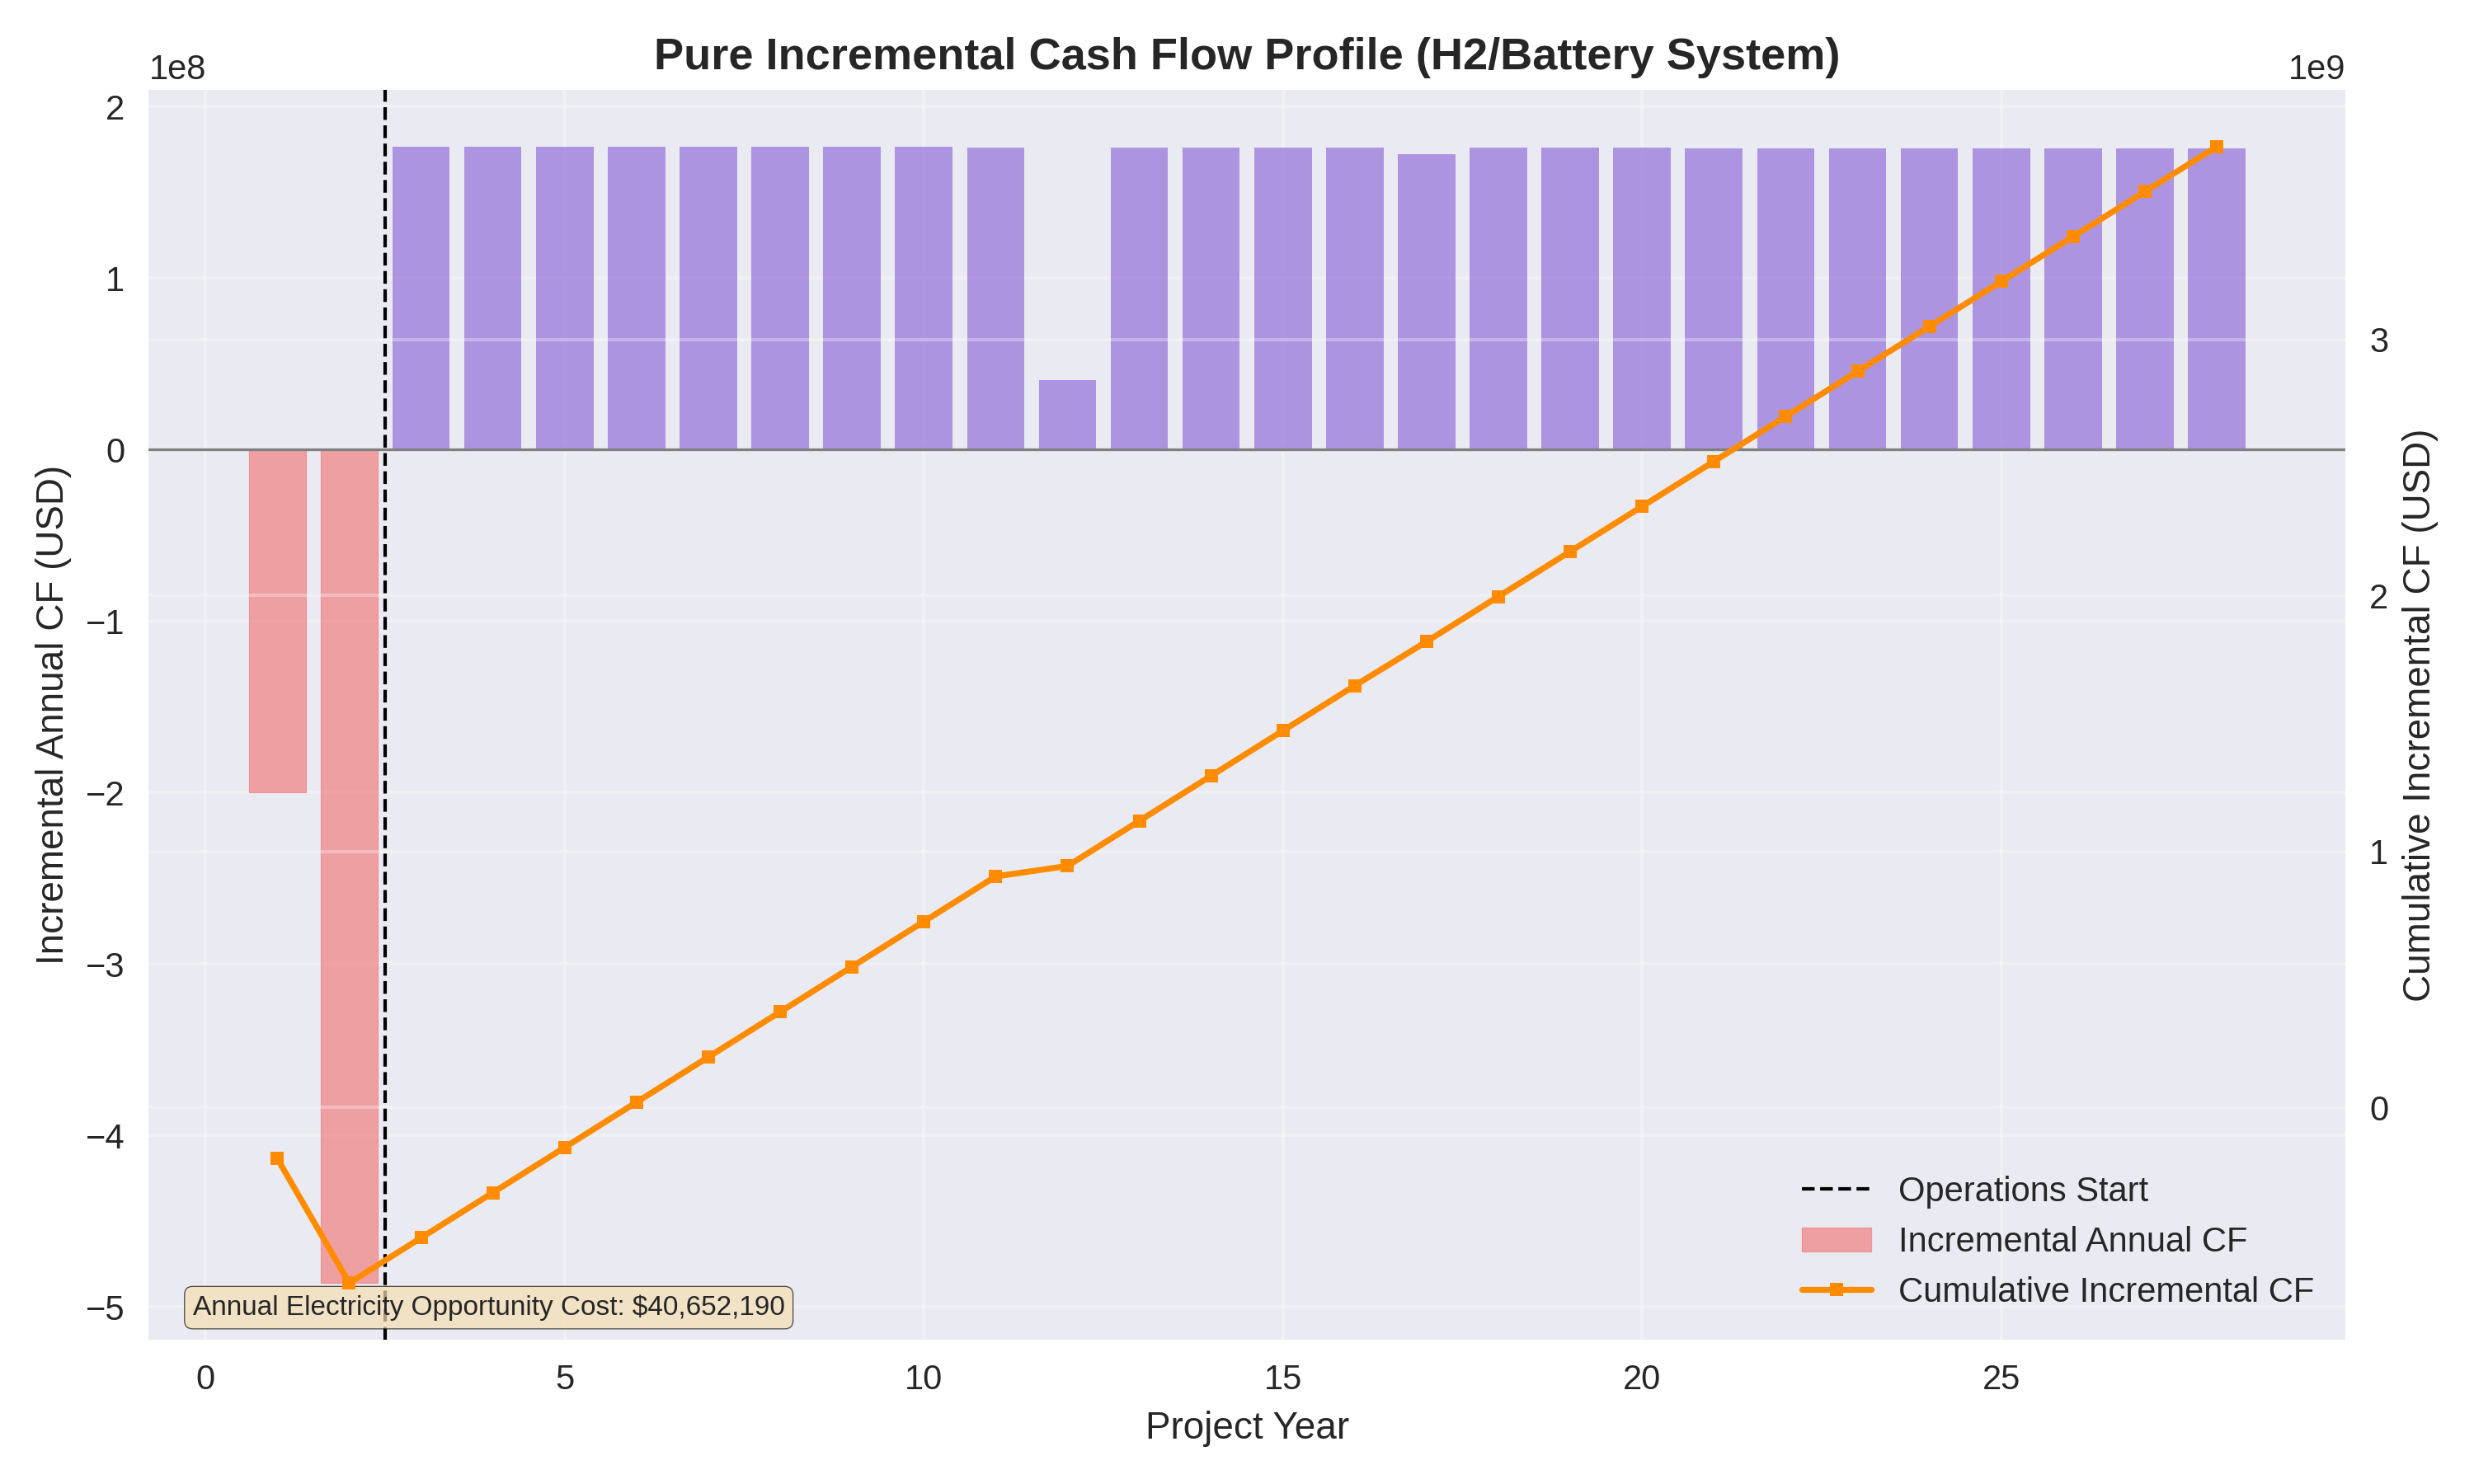 Pure Incremental Cash Flow Profile (H2/Battery System)
1e8
1e9
2
1
0
−1
−2
−3
−4
−5
Incremental Annual CF (USD)
3
2
1
0
Cumulative Incremental CF (USD)
Operations Start
Incremental Annual CF
Cumulative Incremental CF
Annual Electricity Opportunity Cost: $40,652,190
0 5 10 15 20 25
Project Year